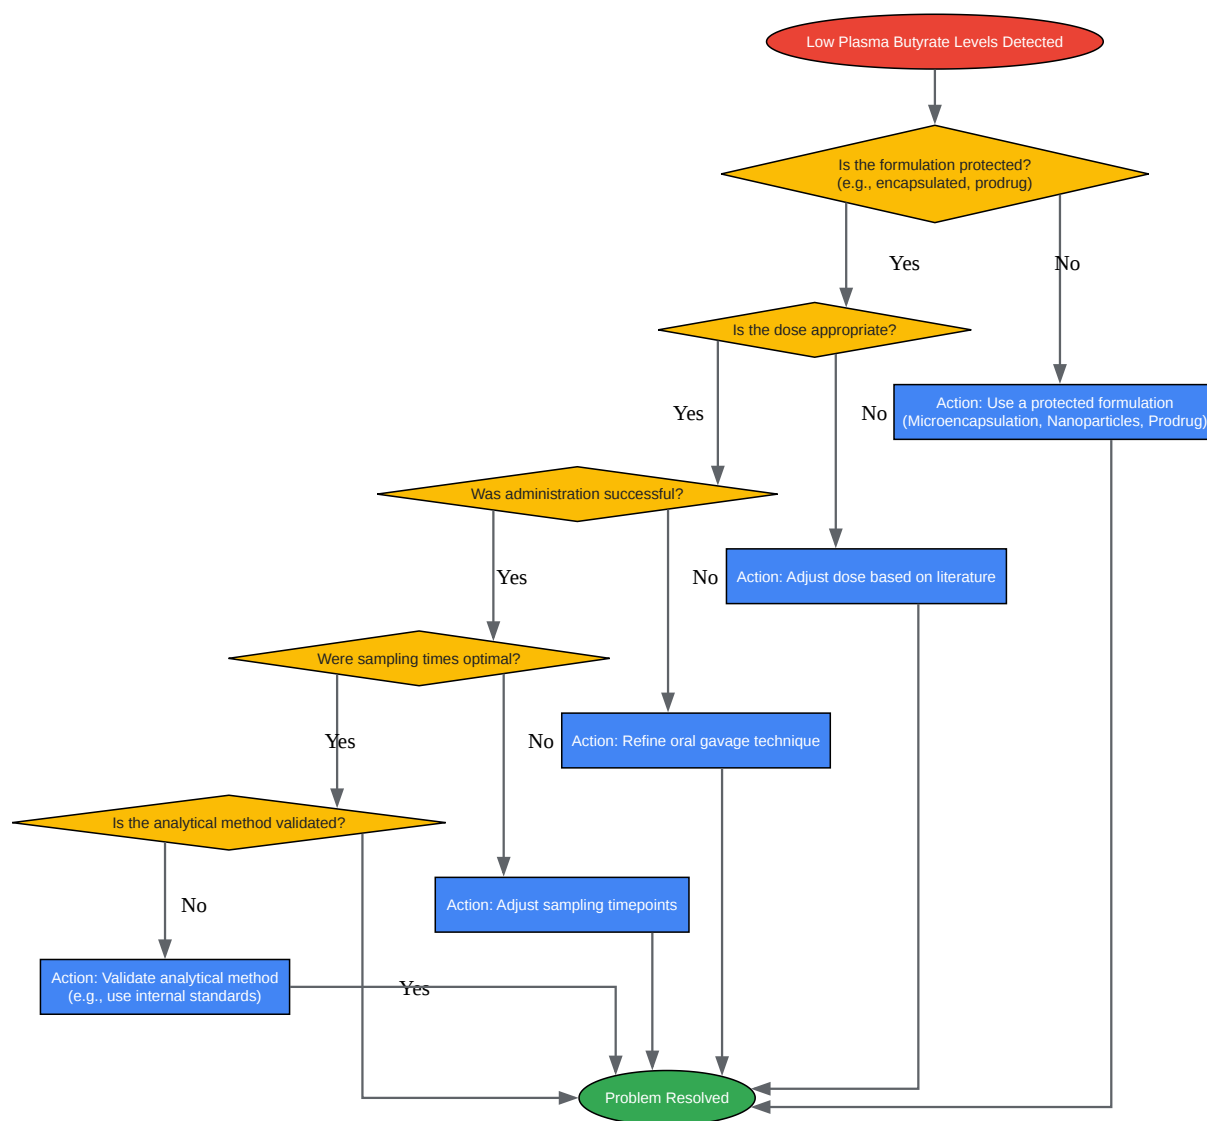 Low Plasma Butyrate Levels Detected
Is the formulation protected?
(e.g., encapsulated, prodrug)
Yes
No
Is the dose appropriate?
Action: Use a protected formulation
(Microencapsulation, Nanoparticles, Prodrug)
Yes
No
Was administration successful?
Yes
No
Action: Adjust dose based on literature
Were sampling times optimal?
Yes
No
Action: Refine oral gavage technique
Is the analytical method validated?
No
Action: Adjust sampling timepoints
Action: Validate analytical method
(e.g., use internal standards)
Yes
Problem Resolved